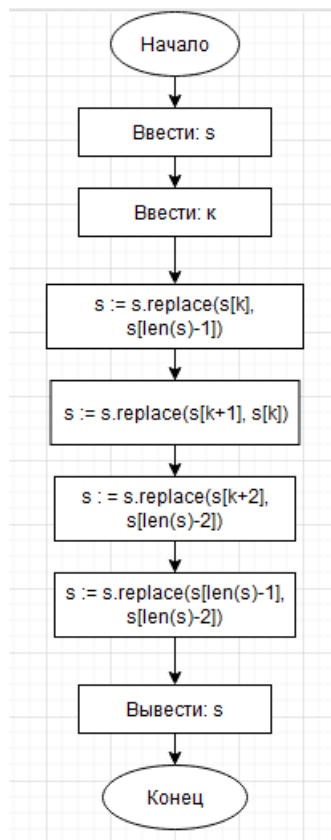 Начало
Ввести: s
Ввести: к
s := s.replace(s[k],
s[len(s)-1])
s := s.replace(s[k+1], s[k])
s : = s.replace(s[k+2],
s[len(s)-2])
s := s.replace(s[len(s)-1],
s[len(s)-2])
Вывести: s
Конец